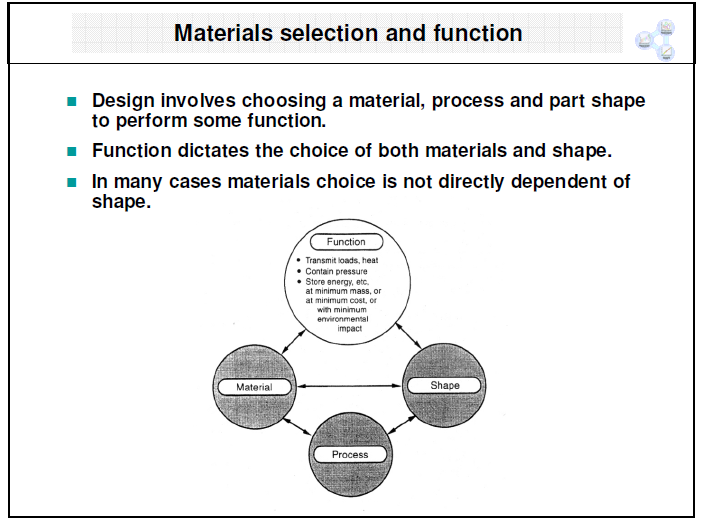 Materials selection and function
Design involves choosing a material, process and part shape
to perform some function.
Function dictates the choice of both materials and shape.
In many cases materials choice is not directly dependent of
shape.
Function
• Transmit loads, heat
• Contain pressure
• Store energy, etc,
at minimum mass, or
at minimum cost, or
with minimum
environmental
impact
Material
Shape
Process